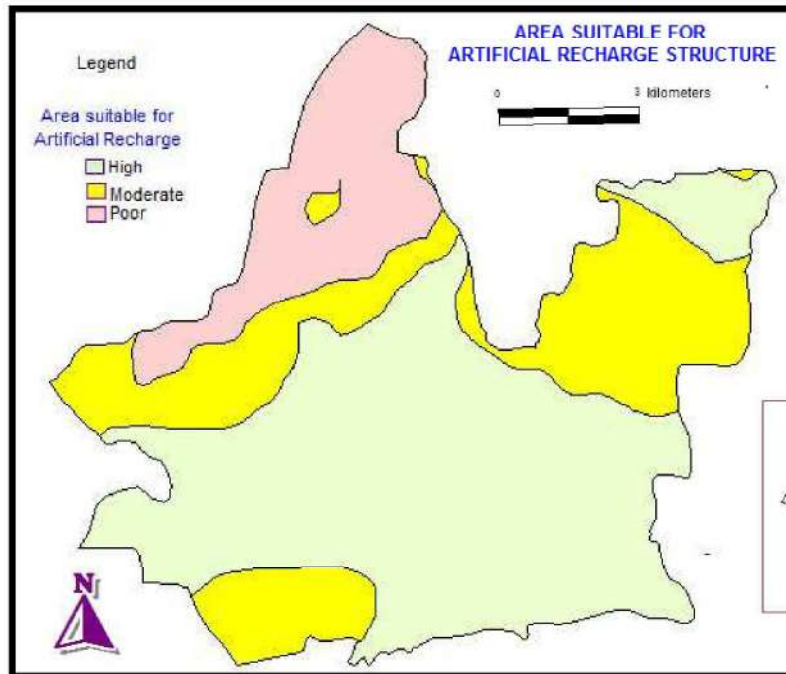 AREA SUITABLE FOR
ARTIFICIAL RECHARGE STRUCTURE
Legend
0 3 kilometers
Area suitable for
Artificial Recharge
High
Moderate
Poor
N